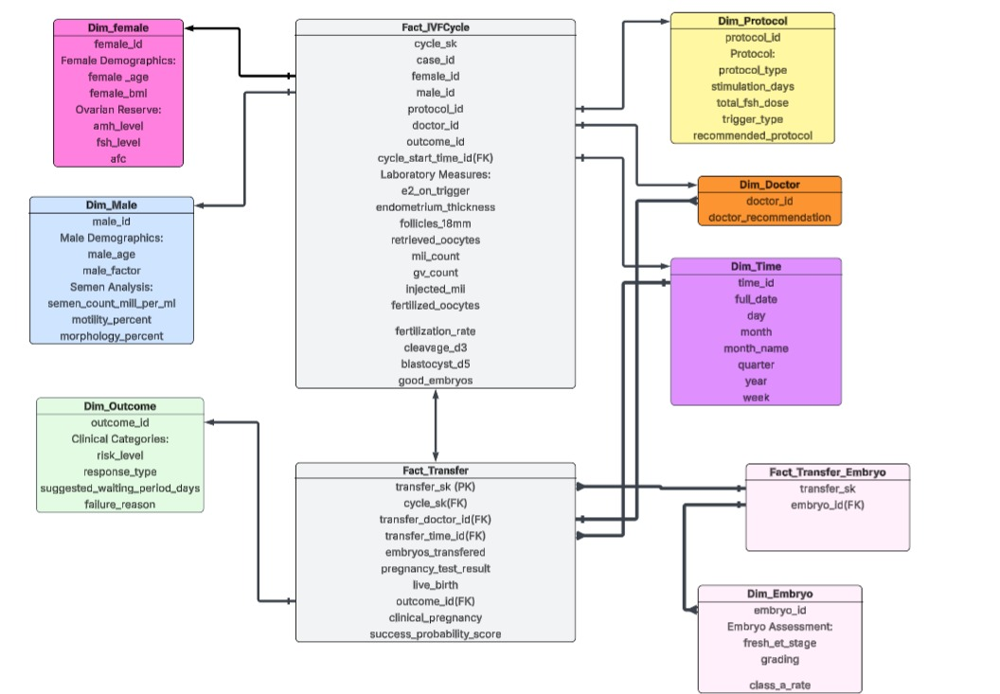 Dim_female
female_id
Female Demographics:
female _age
female_bmi
Ovarian Reserve:
amh_level
fsh_level
afc
Dim_Male
male_id
Male Demographics:
male_age
male_factor
Semen Analysis:
semen_count_mill_per_ml
motility_percent
morphology_percent
Dim_Outcome
outcome_id
Clinical Categories:
risk_level
response_type
suggested_waiting_period_days
failure_reason
Fact_IVFCycle
cycle_sk
case_id
female_id
male_id
protocol_id
doctor_id
outcome_id
cycle_start_time_id(FK)
Laboratory Measures:
e2_on_trigger
endometrium_thickness
follicles_18mm
retrieved_oocytes
mii_count
gv_count
injected_mii
fertilized_oocytes
fertilization_rate
cleavage_d3
blastocyst_d5
good_embryos
Fact_Transfer
transfer_sk (PK)
cycle_sk(FK)
transfer_doctor_id(FK)
transfer_time_id(FK)
embryos_transfered
pregnancy_test_result
live_birth
outcome_id(FK)
clinical_pregnancy
success_probability_score
Dim_Protocol
protocol_id
Protocol:
protocol_type
stimulation_days
total_fsh_dose
trigger_type
recommended_protocol
Dim_Doctor
doctor_id
doctor_recommendation
Dim_Time
time_id
full_date
day
month
month_name
quarter
year
week
Fact_Transfer_Embryo
transfer_sk
embryo_id(FK)
Dim_Embryo
embryo_id
Embryo Assessment:
fresh_et_stage
grading
class_a_rate